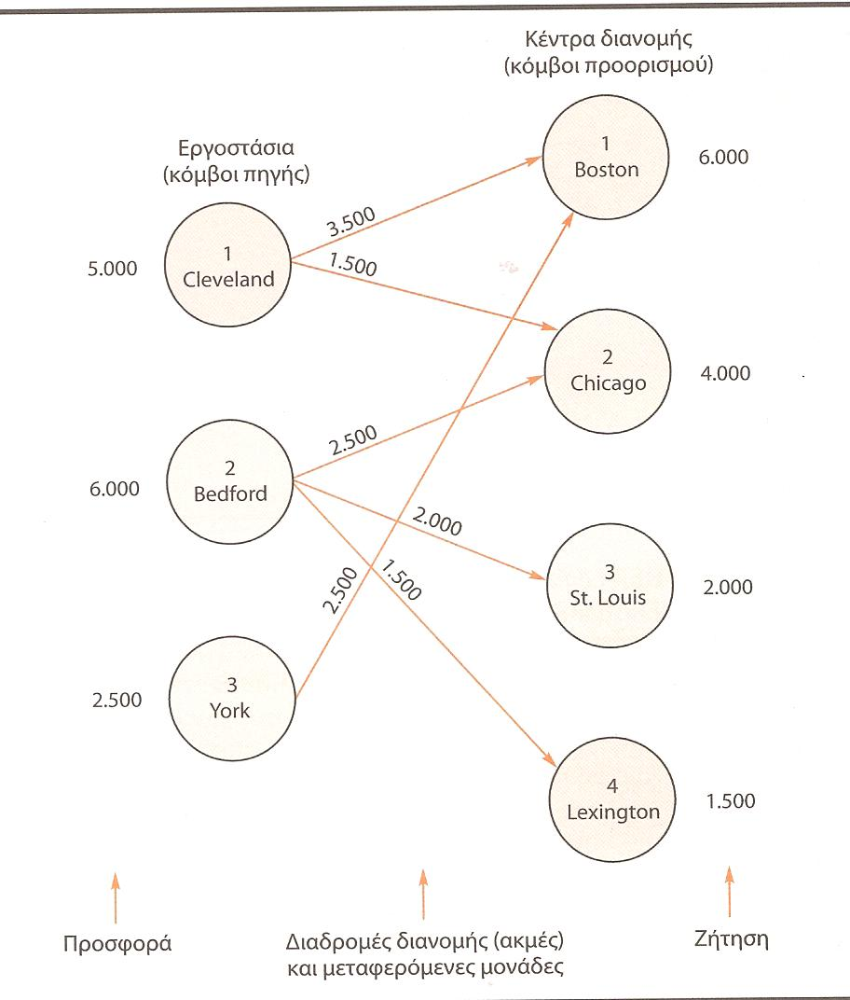 Κέντρα διανομής
(κόμβοι προορισμού)
Εργοστάσια
(κόμβοι πηγής)
1
Boston
6.000
3.500
1
Cleveland
5.000
1.500
2
Chicago
4.000
2.500
2
Bedford
6.000
2.000
3
St. Louis
2.000
2.500
1.500
3
York
2.500
4
Lexington
1.500
Προσφορά
Διαδρομές διανομής (ακμές)
και μεταφερόμενες μονάδες
Ζήτηση